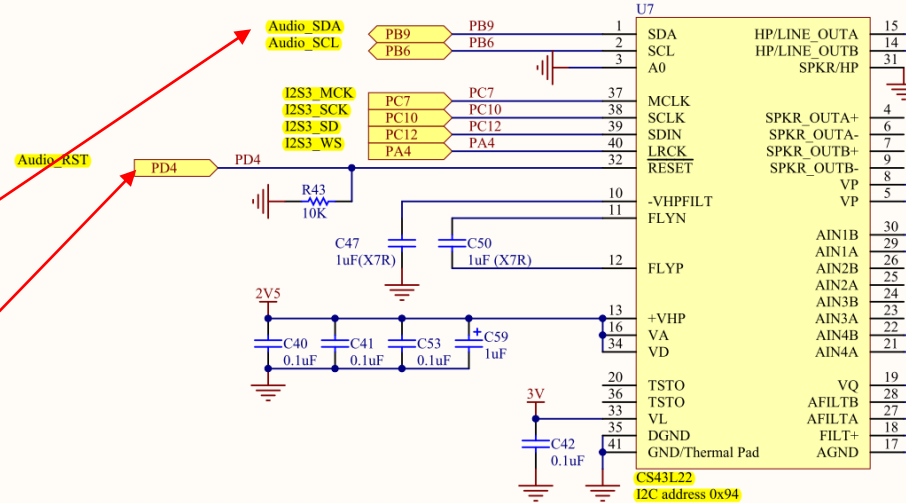 U7
Audio_SDA PB9 PB9 1 SDA HP/LINE_OUTA 15
Audio_SCL PB6 PB6 2 SCL HP/LINE_OUTB 14
3 A0 SPKR/HP 31
I2S3_MCK PC7 PC7 37 MCLK
I2S3_SCK PC10 PC10 38 SCLK SPKR_OUTA+ 4
I2S3_SD PC12 PC12 39 SDIN SPKR_OUTA- 6
I2S3_WS PA4 PA4 40 LRCK SPKR_OUTB+ 7
Audio_RST PD4 PD4 32 RESET SPKR_OUTB- 9
VP 8
R43 10 -VHPFILT VP 5
10K 11 FLYN
AIN1B 30
C47 C50 AIN1A 29
1uF(X7R) 1uF (X7R) 12 FLYP AIN2B 26
AIN2A 25
2V5 AIN3B 24
13 +VHP AIN3A 23
C40 C41 C53 + C59 16 VA AIN4B 22
0.1uF 0.1uF 0.1uF 1uF 34 VD AIN4A 21
20 TSTO VQ 19
3V 36 TSTO AFILTB 28
33 VL AFILTA 27
C42 35 DGND FILT+ 18
0.1uF 41 GND/Thermal Pad AGND 17
CS43L22
I2C address 0x94